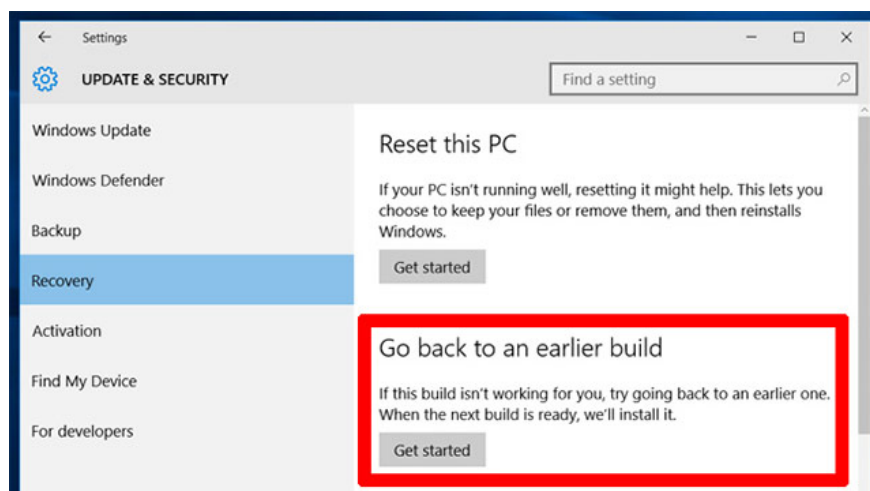 Settings
UPDATE & SECURITY
Find a setting
Windows Update
Windows Defender
Backup
Recovery
Activation
Find My Device
For developers
Reset this PC
If your PC isn't running well, resetting it might help. This lets you
choose to keep your files or remove them, and then reinstalls
Windows.
Get started
Go back to an earlier build
If this build isn't working for you, try going back to an earlier one.
When the next build is ready, we'll install it.
Get started